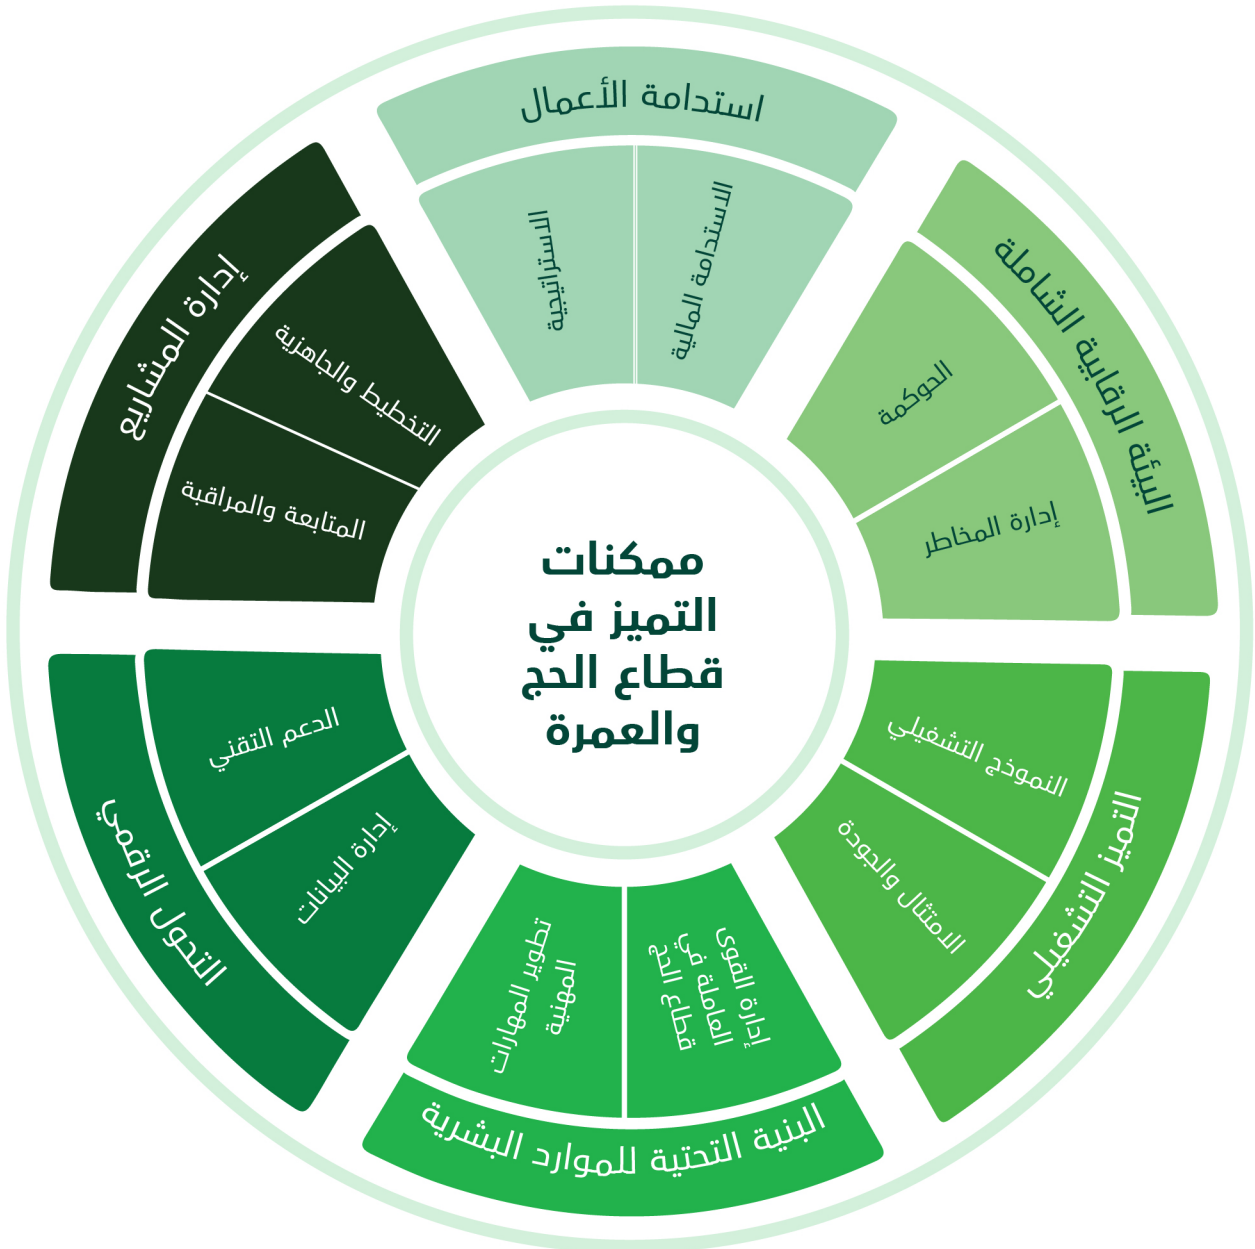 ممكنات
التميز في
قطاع الحج
والعمرة
استدامة الأعمال
الاستدامة المالية
الاستراتيجية
البيئة الرقابية الشاملة
الحوكمة
إدارة المخاطر
التميز التشغيلي
النموذج التشغيلي
الامتثال والجودة
البنية التحتية للموارد البشرية
إدارة القوى
العاملة في
قطاع الحج
تطوير المهارات
المهنية
التحول الرقمي
إدارة البيانات
الدعم التقني
إدارة المشاريع
المتابعة والمراقبة
التخطيط والجاهزية